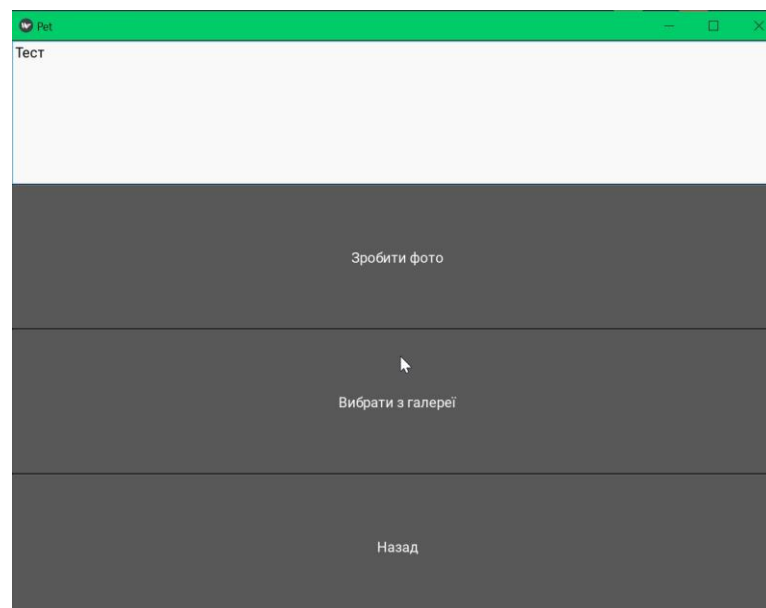 Pet
Тест
Зробити фото
Вибрати з галереї
Назад